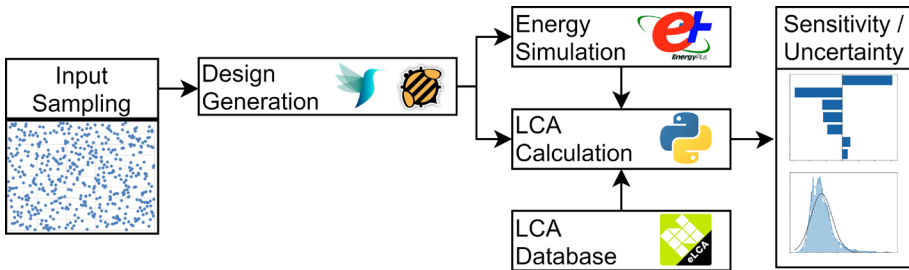 Input
Sampling
Design
Generation
Energy
Simulation
e+
EnergyPlus
LCA
Calculation
LCA
Database
eLCA
Sensitivity /
Uncertainty